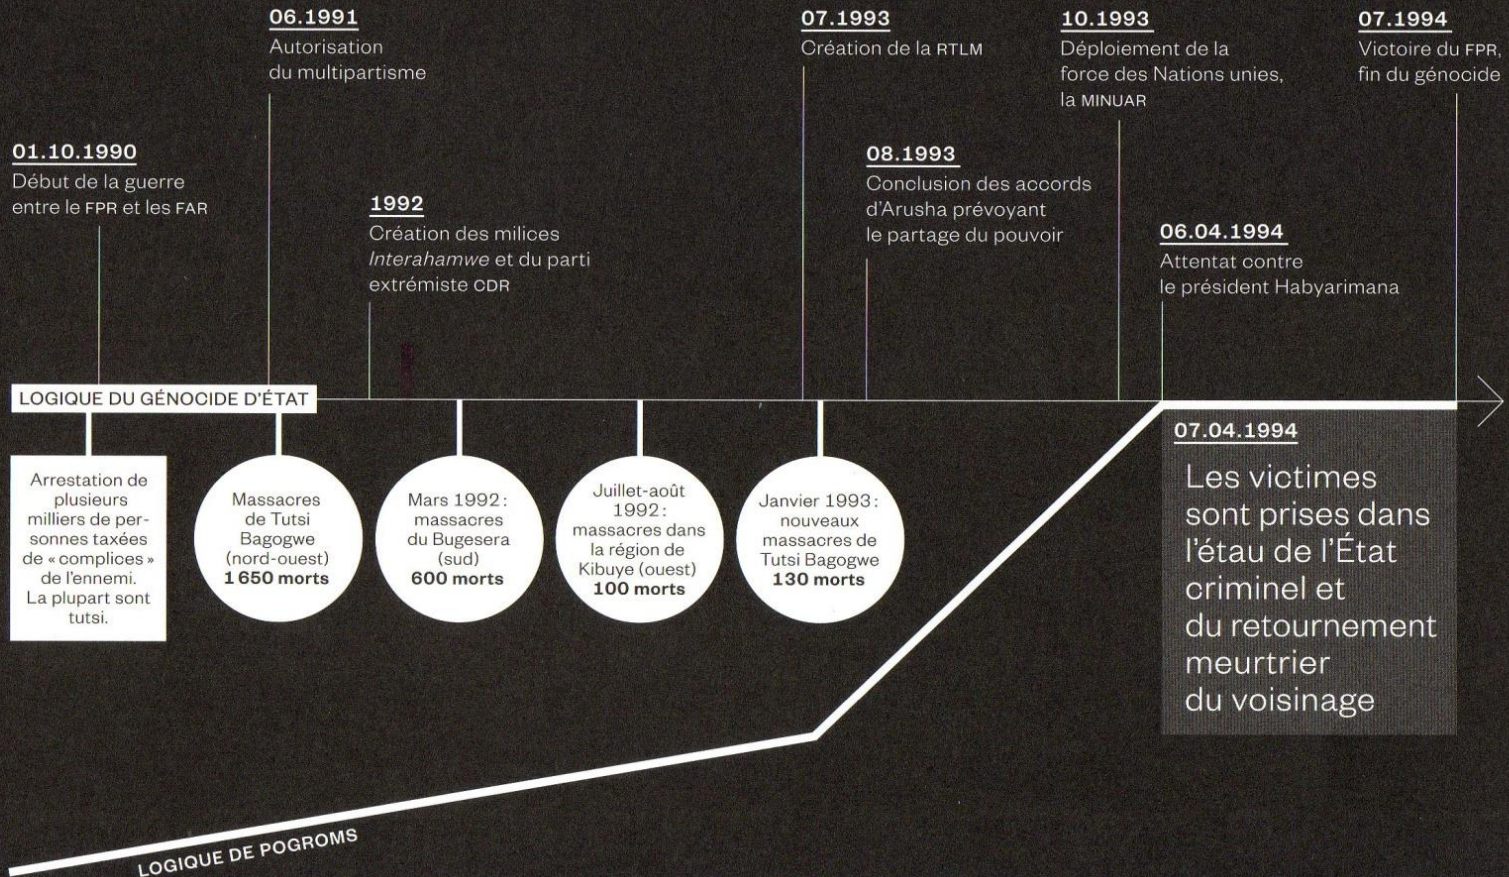 06.1991
Autorisation
du multipartisme
07.1993
Création de la RTLM
10.1993
Déploiement de la
force des Nations unies,
la MINUAR
07.1994
Victoire du FPR,
fin du génocide
01.10.1990
Début de la guerre
entre le FPR et les FAR
1992
Création des milices
Interahamwe et du parti
extrémiste CDR
08.1993
Conclusion des accords
d'Arusha prévoyant
le partage du pouvoir
06.04.1994
Attentat contre
le président Habyarimana
LOGIQUE DU GÉNOCIDE D'ÉTAT
Arrestation de
plusieurs
milliers de per-
sonnes taxées
de « complices »
de l'ennemi.
La plupart sont
tutsi.
Massacres
de Tutsi
Bagogwe
(nord-ouest)
1 650 morts
Mars 1992 :
massacres
du Bugesera
(sud)
600 morts
Juillet-août
1992 :
massacres dans
la région de
Kibuye (ouest)
100 morts
Janvier 1993 :
nouveaux
massacres de
Tutsi Bagogwe
130 morts
07.04.1994
Les victimes
sont prises dans
l'étau de l'État
criminel et
du retournement
meurtrier
du voisinage
LOGIQUE DE POGROMS